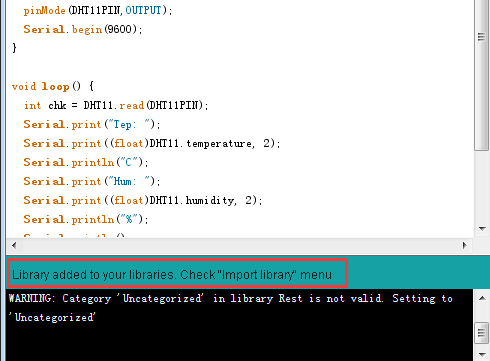 pinMode(DHT11PIN,OUTPUT);
Serial.begin(9600);
}
void loop() {
int chk = DHT11.read(DHT11PIN);
Serial.print("Tep: ");
Serial.print((float)DHT11.temperature, 2);
Serial.println("C");
Serial.print("Hum: ");
Serial.print((float)DHT11.humidity, 2);
Serial.println("%");
Serial.println()
Library added to your libraries. Check "Import library" menu
WARNING: Category 'Uncategorized' in library Rest is not valid. Setting to
'Uncategorized'